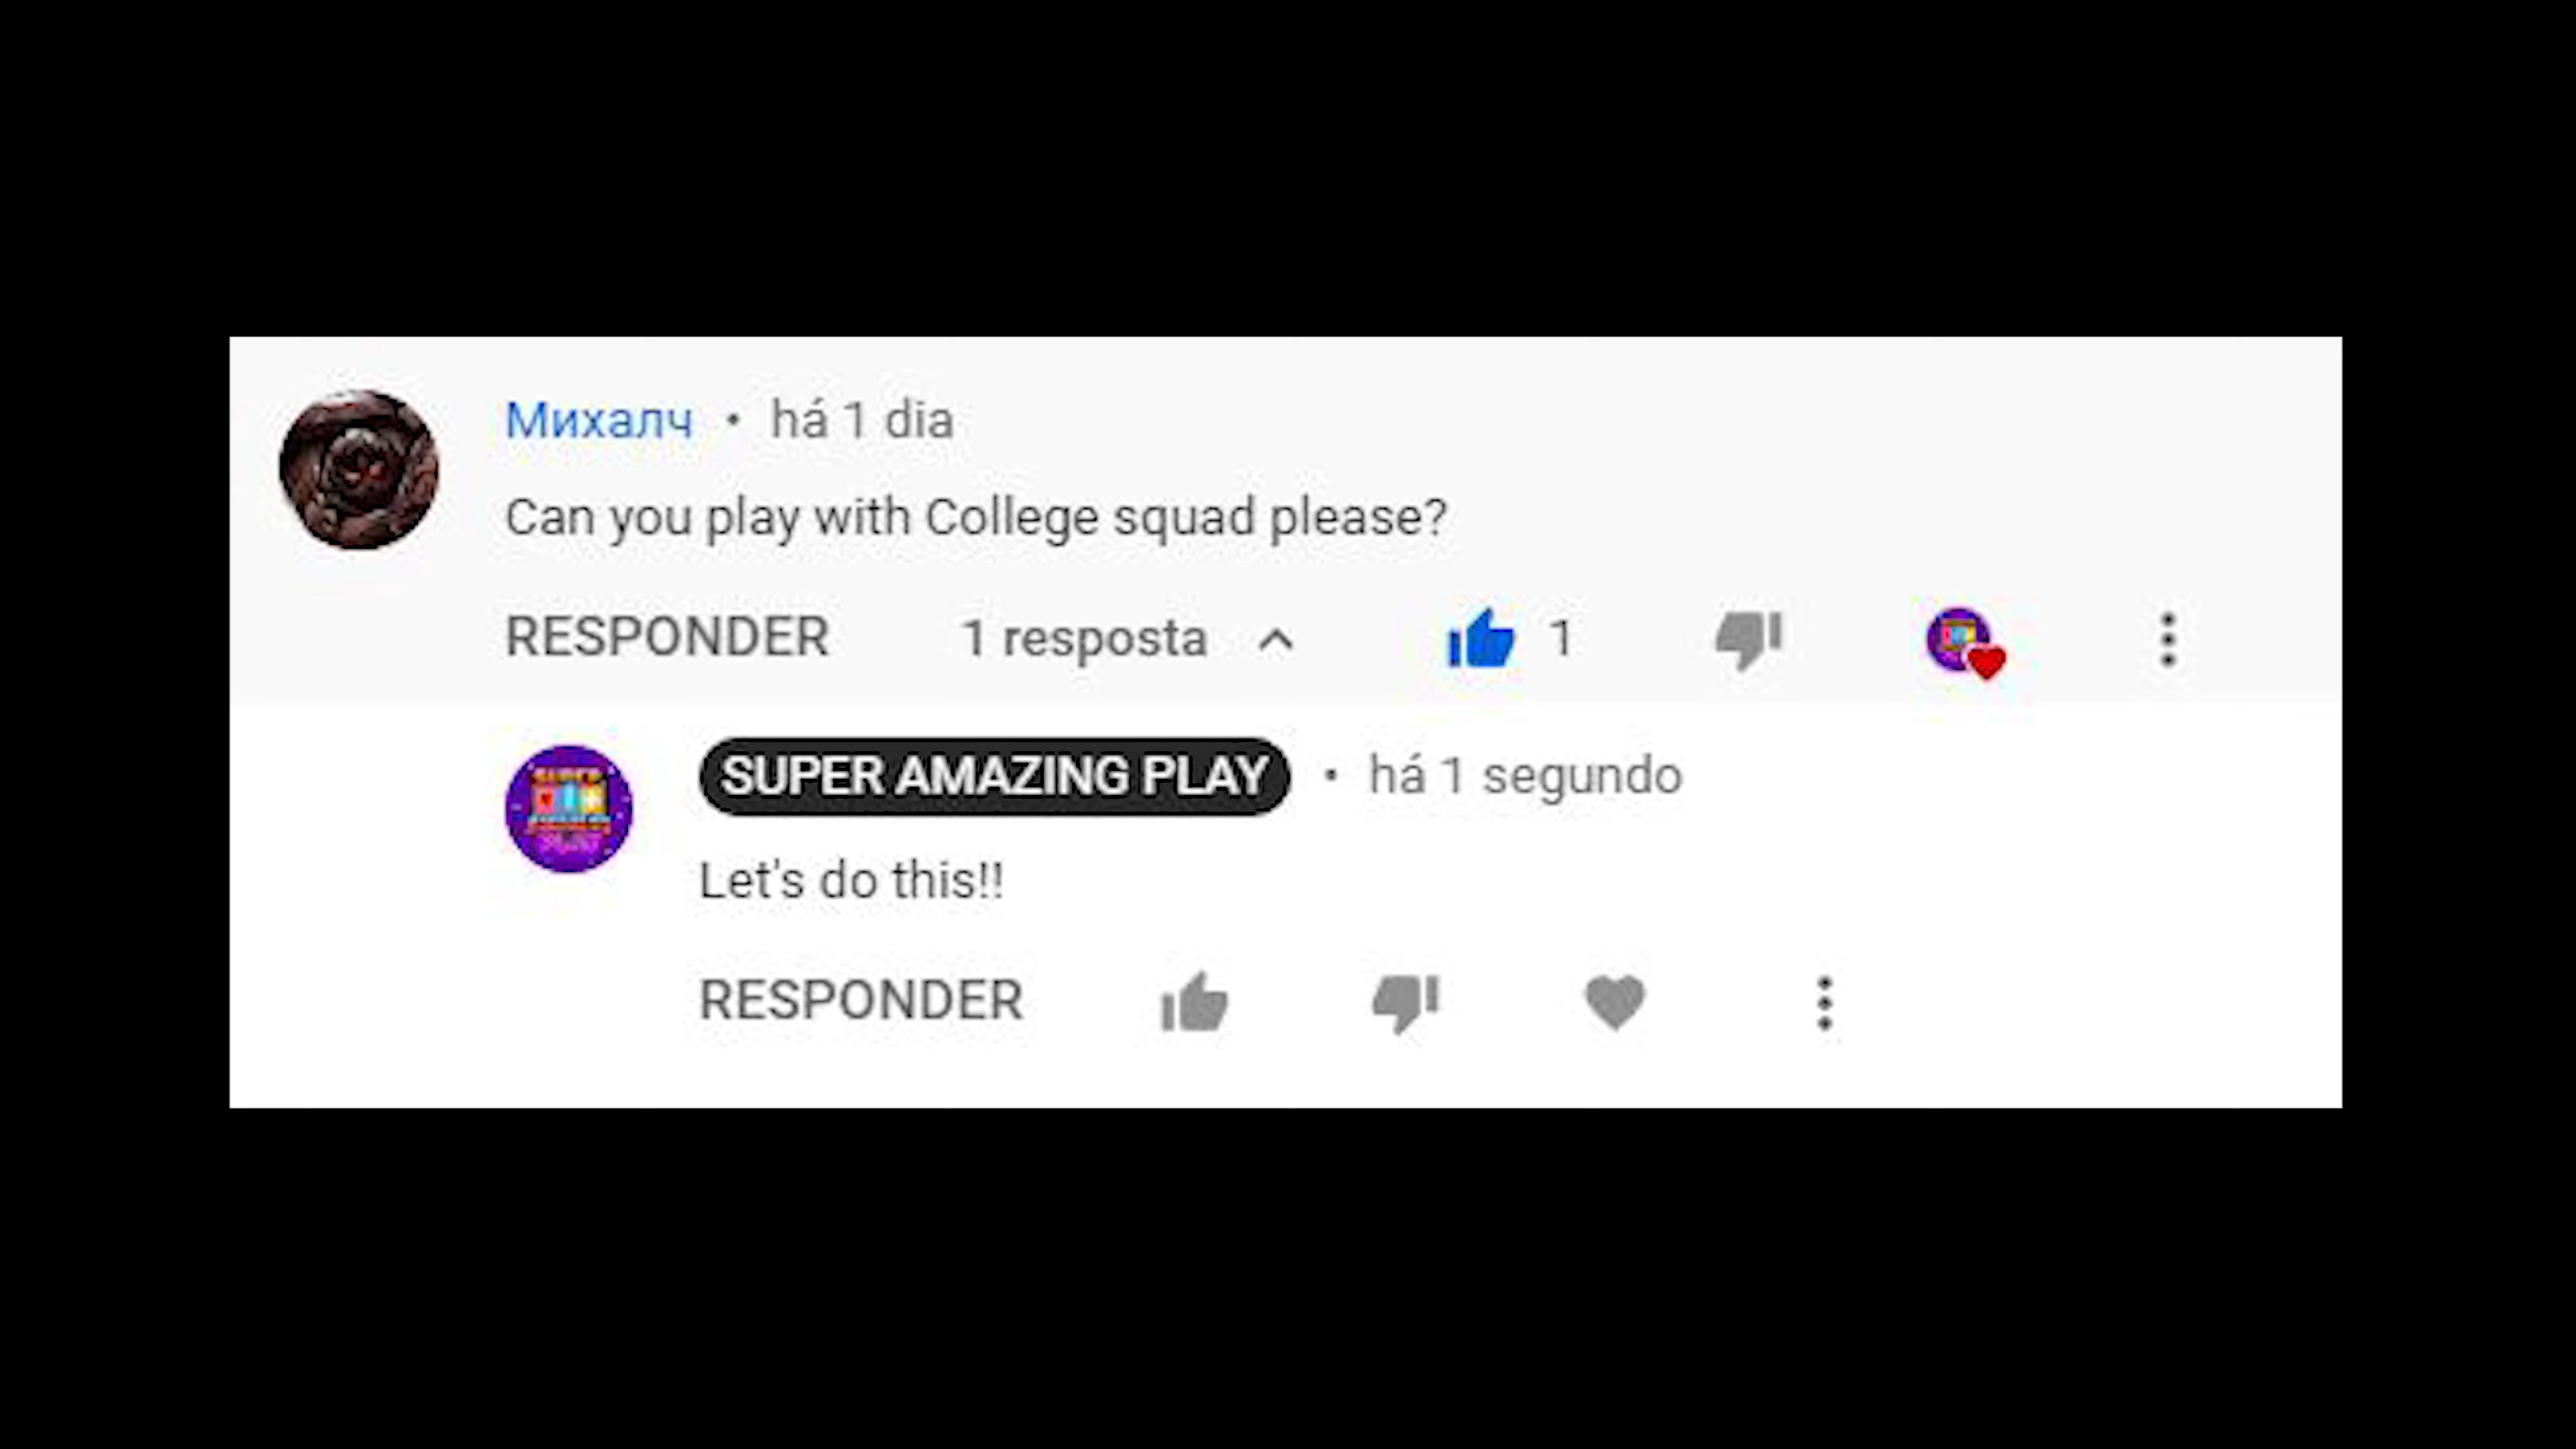 Михалч • há 1 dia
Can you play with College squad please?
RESPONDER 1 resposta 1
SUPER AMAZING PLAY • há 1 segundo
Let's do this!!
RESPONDER